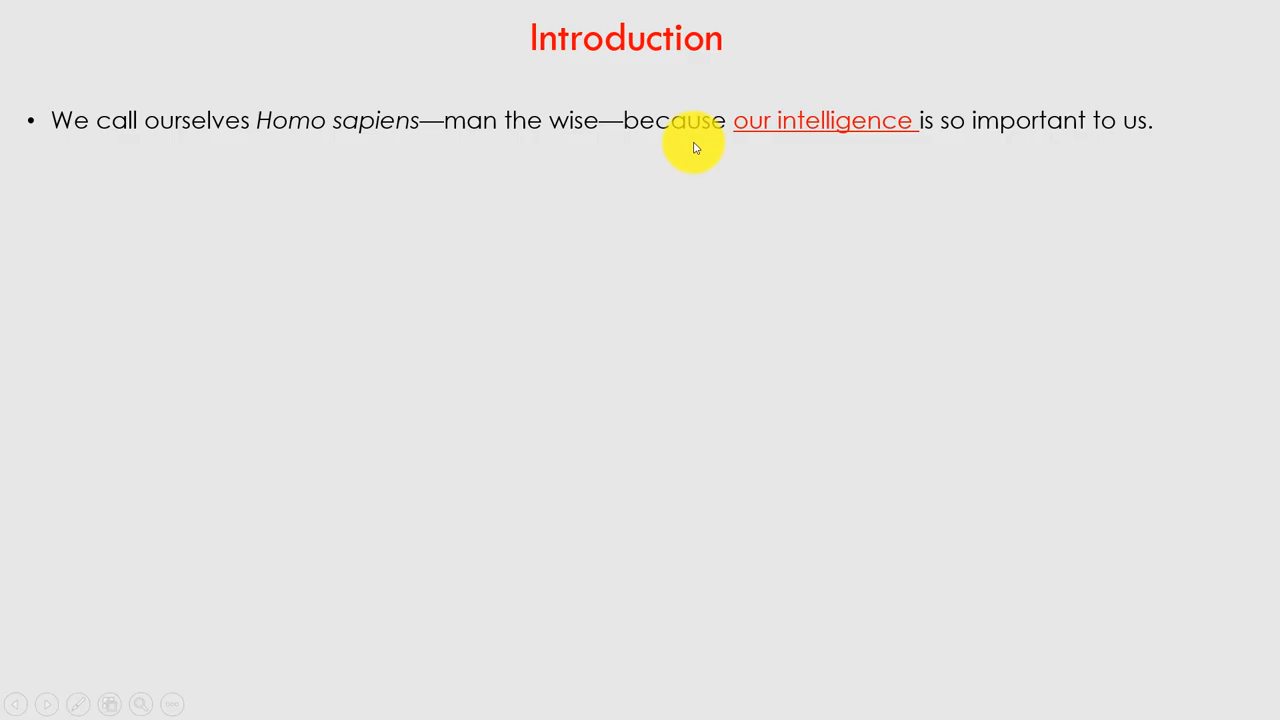 Introduction
• We call ourselves Homo sapiens—man the wise—because our intelligence is so important to us.